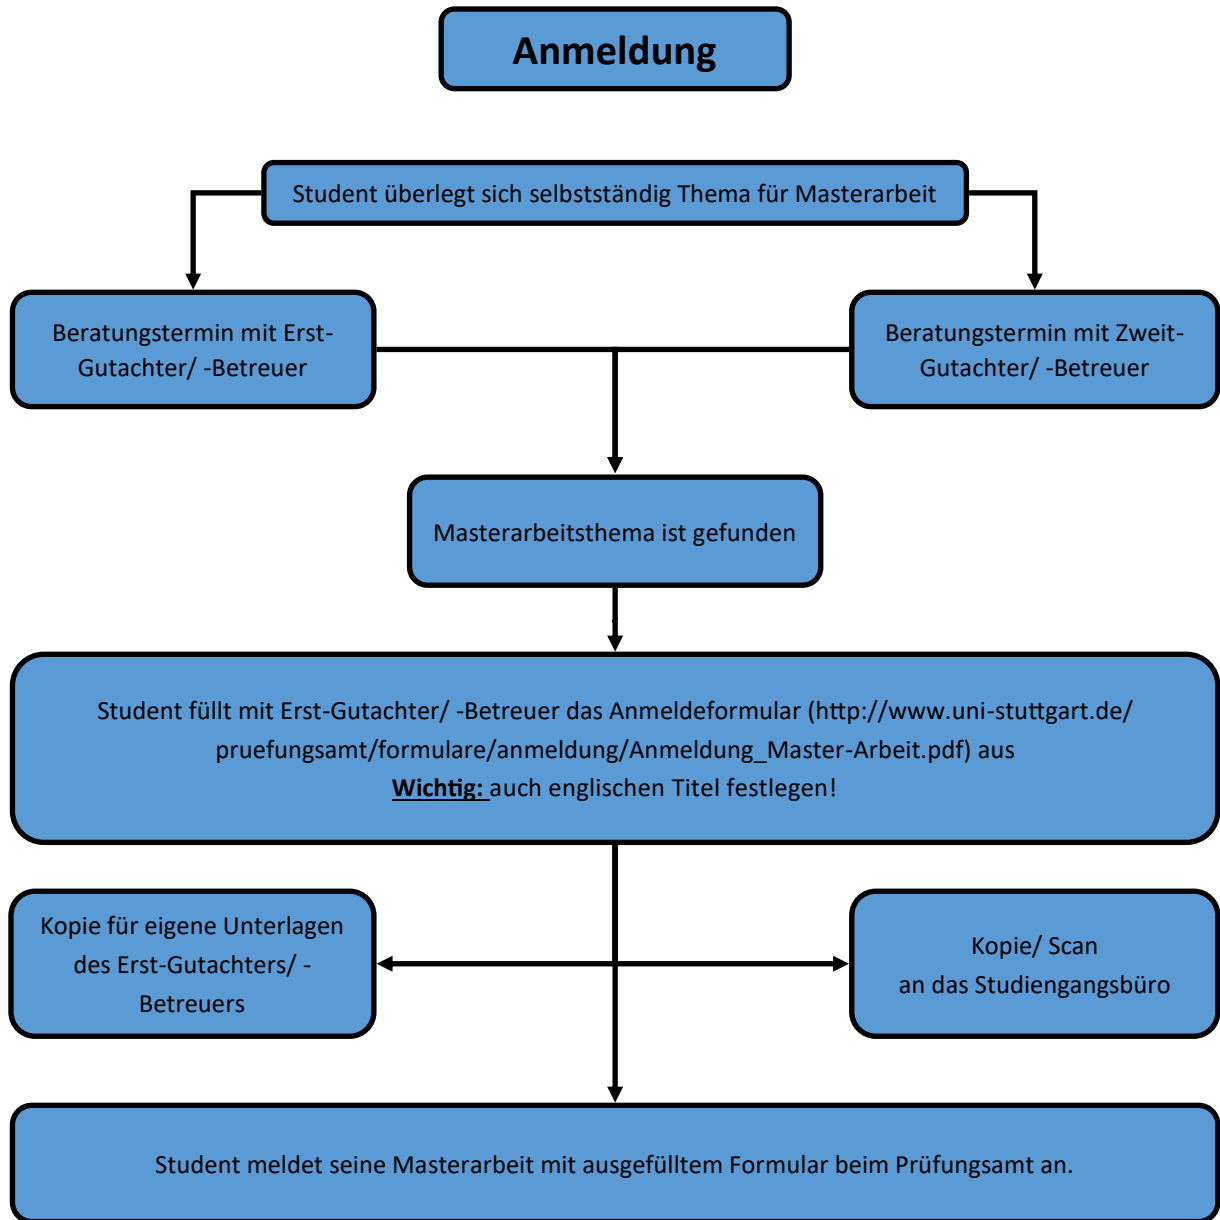 Anmeldung
Student überlegt sich selbstständig Thema für Masterarbeit
Beratungstermin mit Erst-
Gutachter/ -Betreuer
Beratungstermin mit Zweit-
Gutachter/ -Betreuer
Masterarbeitsthema ist gefunden
Student füllt mit Erst-Gutachter/ -Betreuer das Anmeldeformular (http://www.uni-stuttgart.de/
pruefungsamt/formulare/anmeldung/Anmeldung_Master-Arbeit.pdf) aus
Wichtig: auch englischen Titel festlegen!
Kopie für eigene Unterlagen
des Erst-Gutachters/ -
Betreuers
Kopie/ Scan
an das Studiengangsbüro
Student meldet seine Masterarbeit mit ausgefülltem Formular beim Prüfungsamt an.